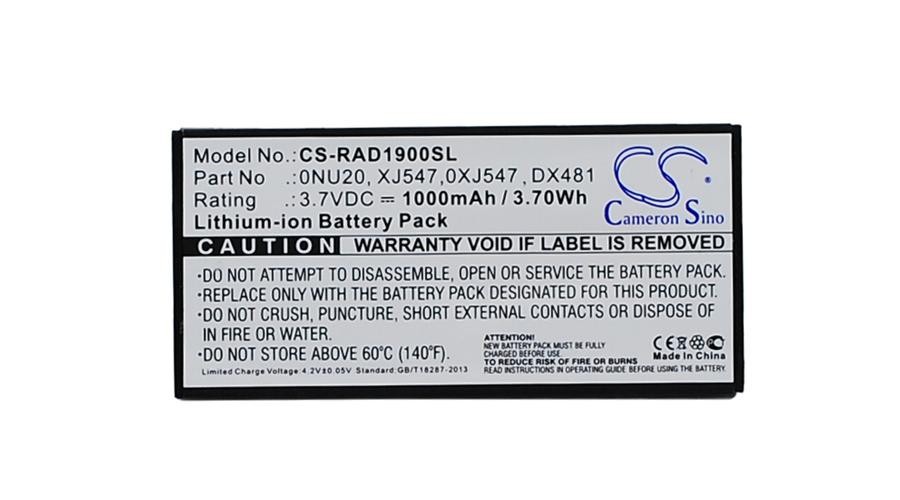 Model No.:CS-RAD1900SL
Part No .:0NU20, XJ547,0XJ547, DX481
Rating .:3.7VDC ⎓ 1000mAh/3.70Wh
Lithium-ion Battery Pack
CS
®
Cameron Sino
CAUTION WARRANTY VOID IF LABEL IS REMOVED
·DO NOT ATTEMPT TO DISASSEMBLE, OPEN OR SERVICE THE BATTERY PACK.
·REPLACE ONLY WITH THE BATTERY PACK DESIGNATED FOR THIS PRODUCT.
·DO NOT CRUSH, PUNCTURE, SHORT EXTERNAL CONTACTS OR DISPOSE OF
IN FIRE OR WATER.
·DO NOT STORE ABOVE 60°C (140°F).
Limited Charge Voltage:4.2V±0.05V Standard:GB/T18287-2013
ATTENTION!
NEW BATTERY PACK MUST BE FULLY
CHARGED BEFORE USE.
TO REDUCE RISK OF FIRE OR BURNS
READ INSTRUCTIONS IN OPERATION MANUAL BEFORE USE.
CE
Made In China